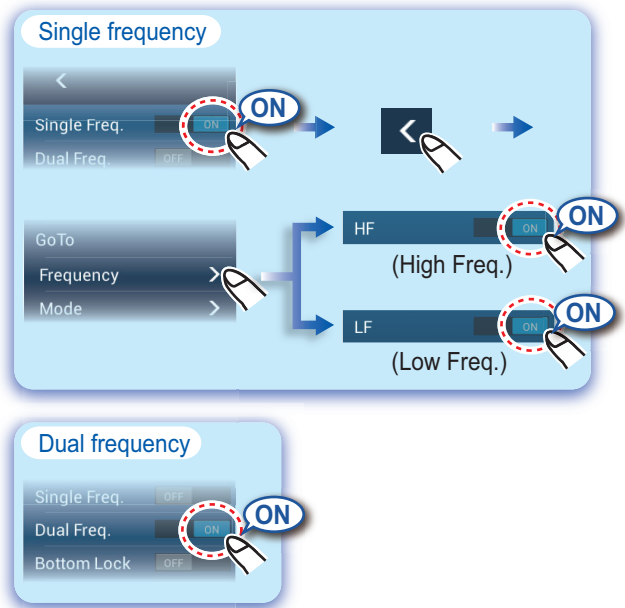 Single frequency
Single Freq. ON
ON
Dual Freq. OFF
GoTo
Frequency
Mode
HF ON
ON
(High Freq.)
LF ON
ON
(Low Freq.)
Dual frequency
Single Freq. OFF
Dual Freq. ON
ON
Bottom Lock OFF